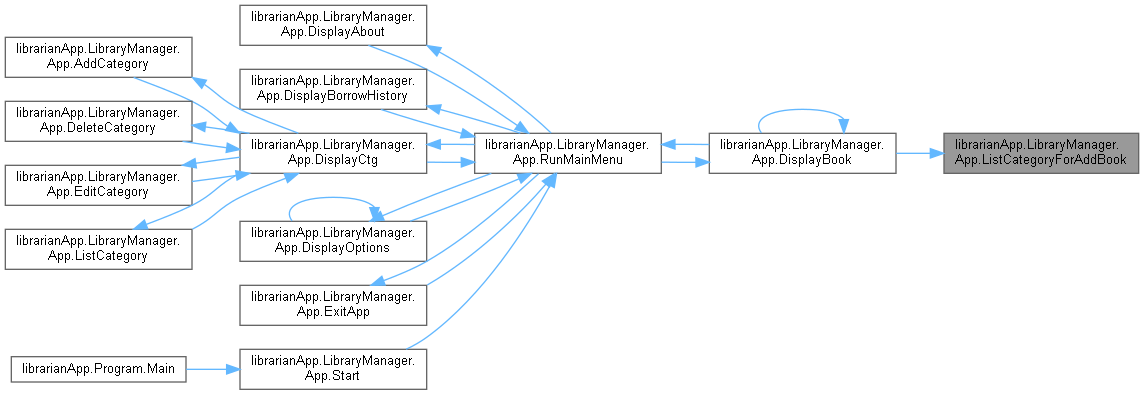 librarianApp.LibraryManager.
App.DisplayAbout
librarianApp.LibraryManager.
App.AddCategory
librarianApp.LibraryManager.
App.DisplayBorrowHistory
librarianApp.LibraryManager.
App.DeleteCategory
librarianApp.LibraryManager.
App.DisplayCtg
librarianApp.LibraryManager.
App.RunMainMenu
librarianApp.LibraryManager.
App.DisplayBook
librarianApp.LibraryManager.
App.ListCategoryForAddBook
librarianApp.LibraryManager.
App.EditCategory
librarianApp.LibraryManager.
App.ListCategory
librarianApp.LibraryManager.
App.DisplayOptions
librarianApp.LibraryManager.
App.ExitApp
librarianApp.Program.Main
librarianApp.LibraryManager.
App.Start